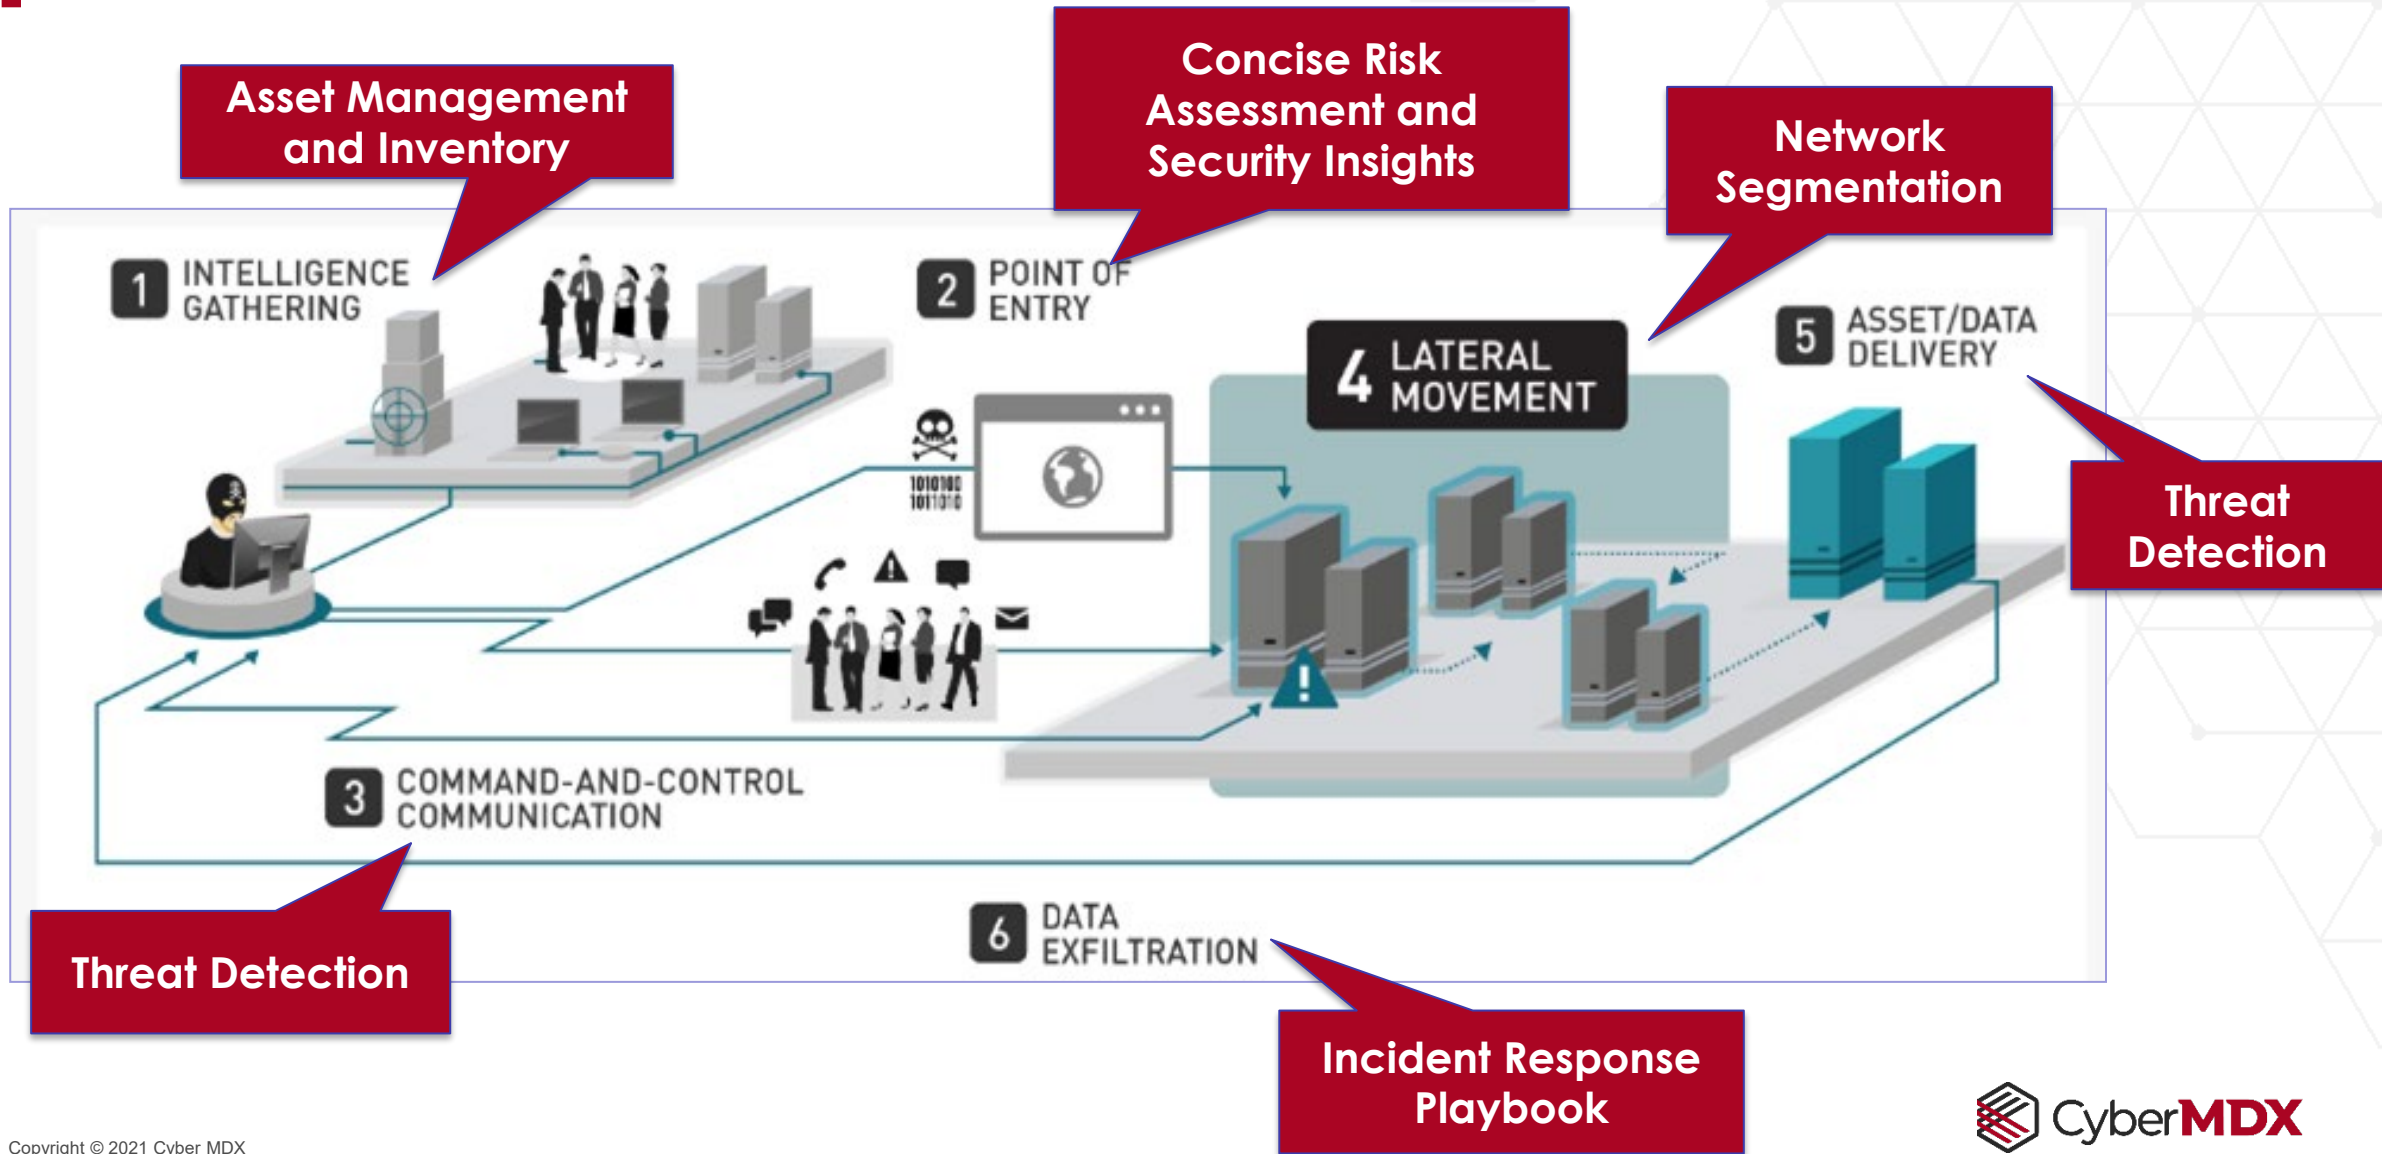 Asset Management
and Inventory
Concise Risk
Assessment and
Security Insights
Network
Segmentation
1 INTELLIGENCE
GATHERING
2 POINT OF
ENTRY
4 LATERAL
MOVEMENT
5 ASSET/DATA
DELIVERY
1010100
1011010
Threat
Detection
3 COMMAND-AND-CONTROL
COMMUNICATION
Threat Detection
6 DATA
EXFILTRATION
Incident Response
Playbook
CyberMDX
Copyright © 2021 Cyber MDX